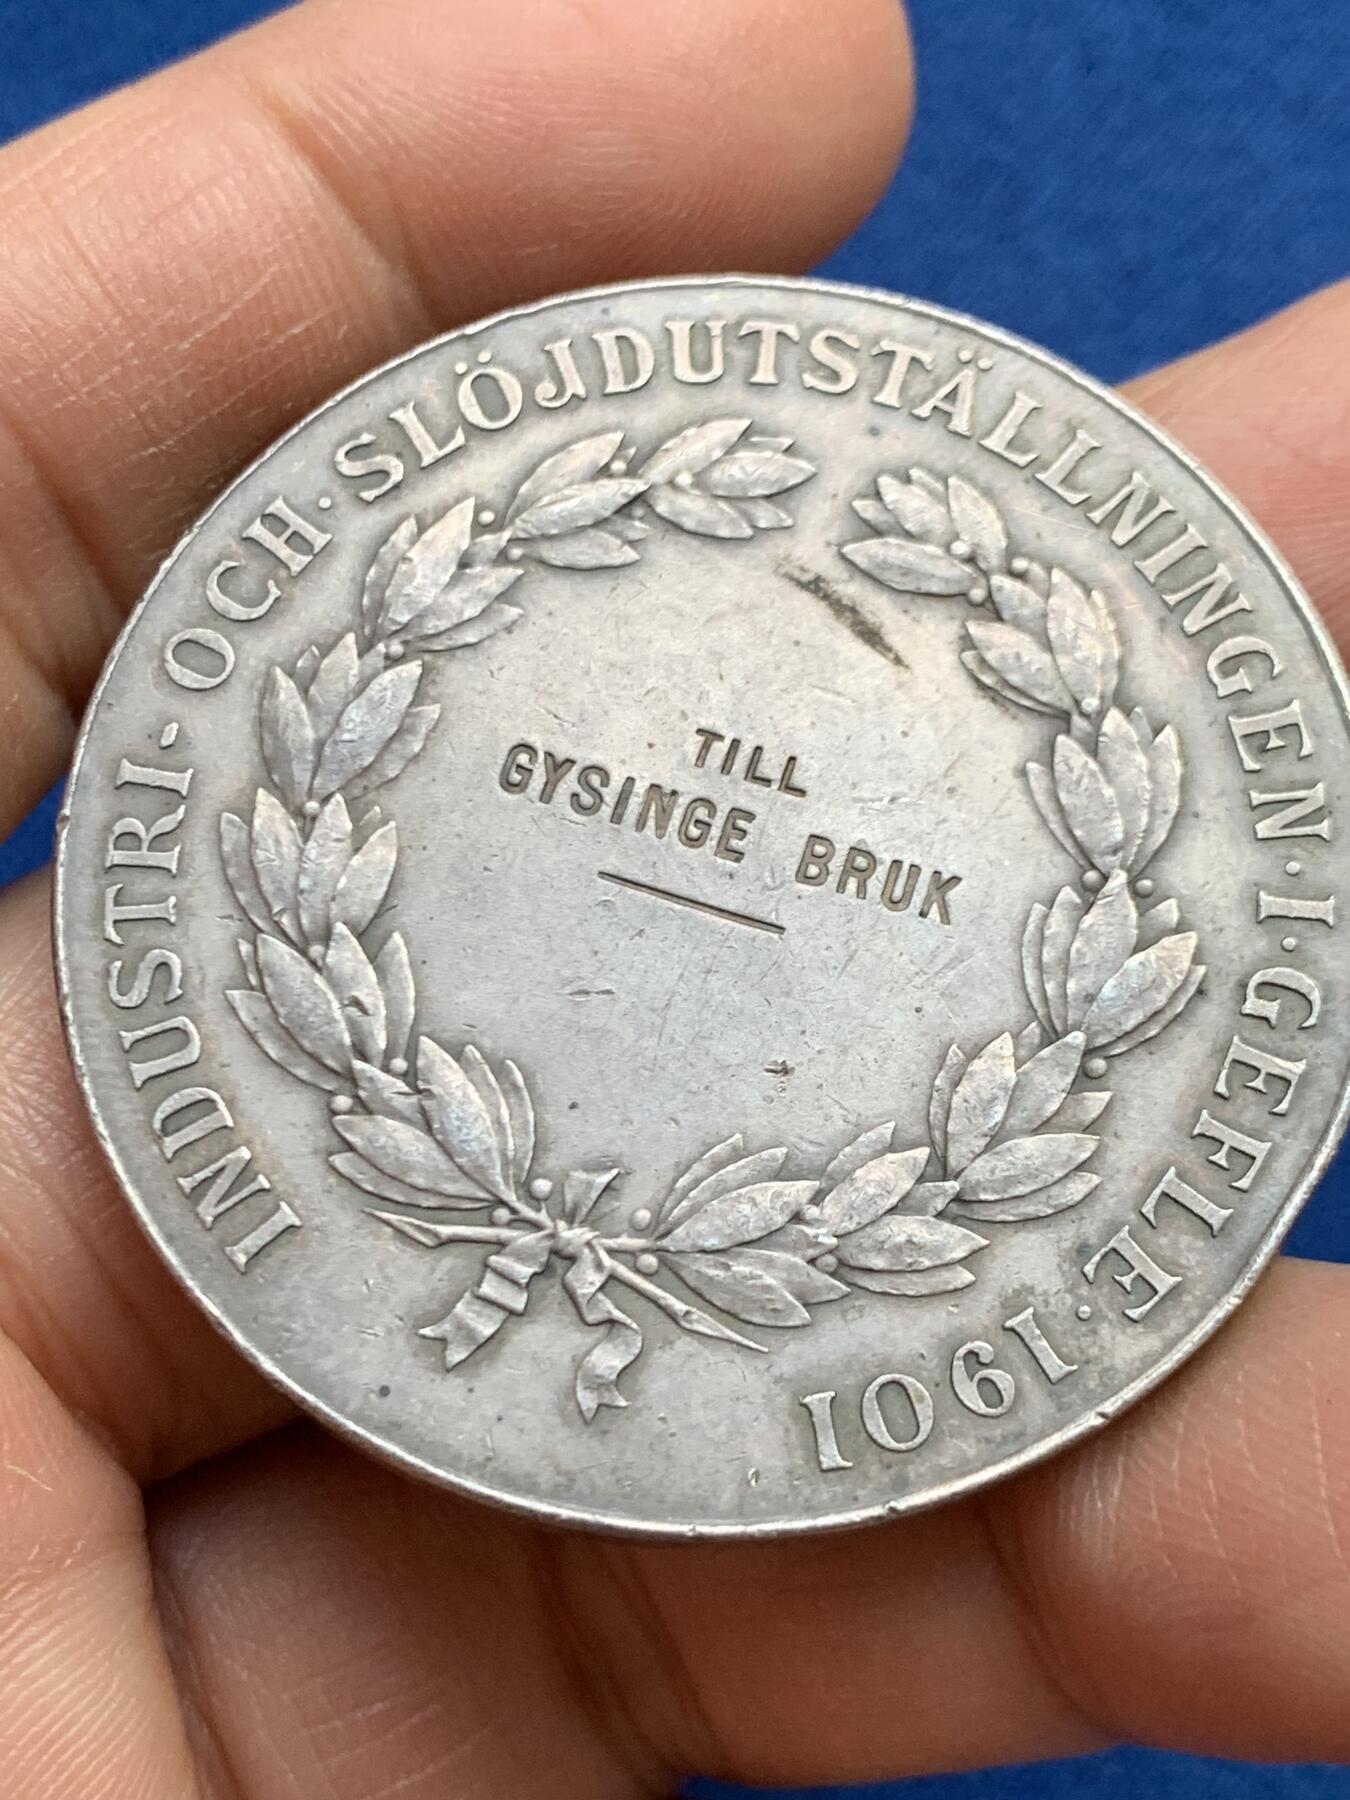 INDUSTRI- OCH · SLÖJDUTSTÄLLNINGEN · I · GEFLE · 1901
TILL
GYSINGE BRUK